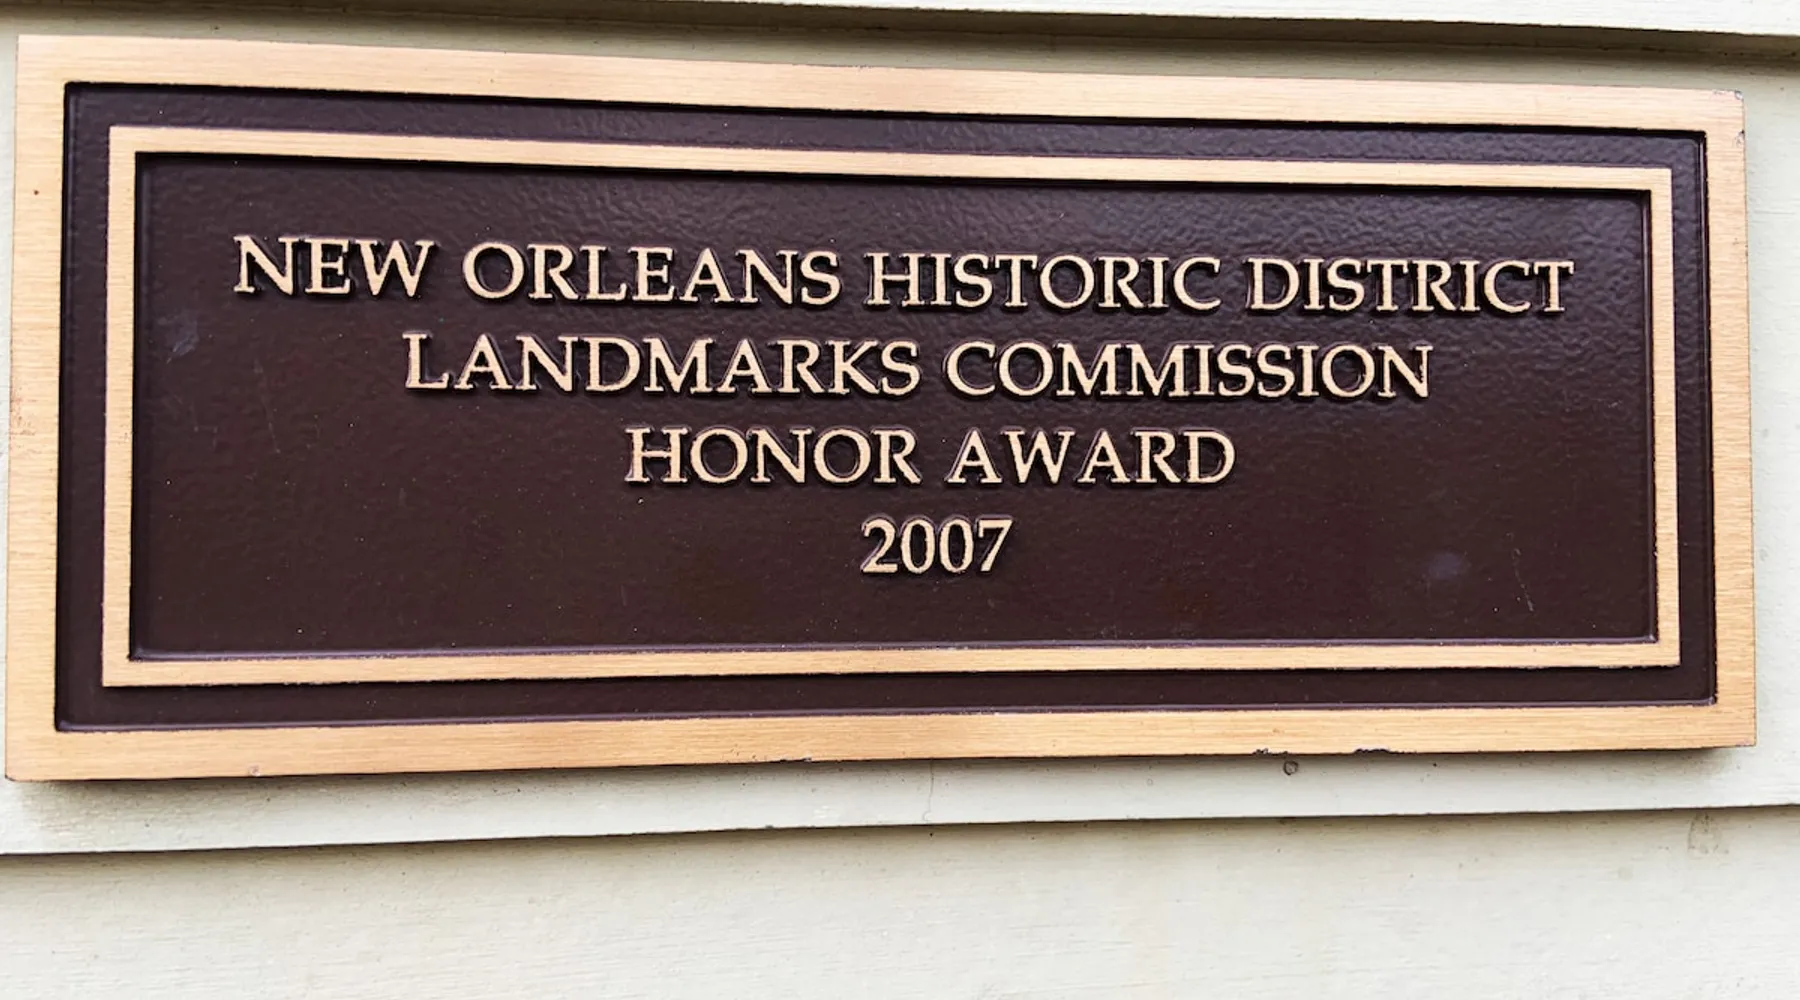 NEW ORLEANS HISTORIC DISTRICT
LANDMARKS COMMISSION
HONOR AWARD
2007